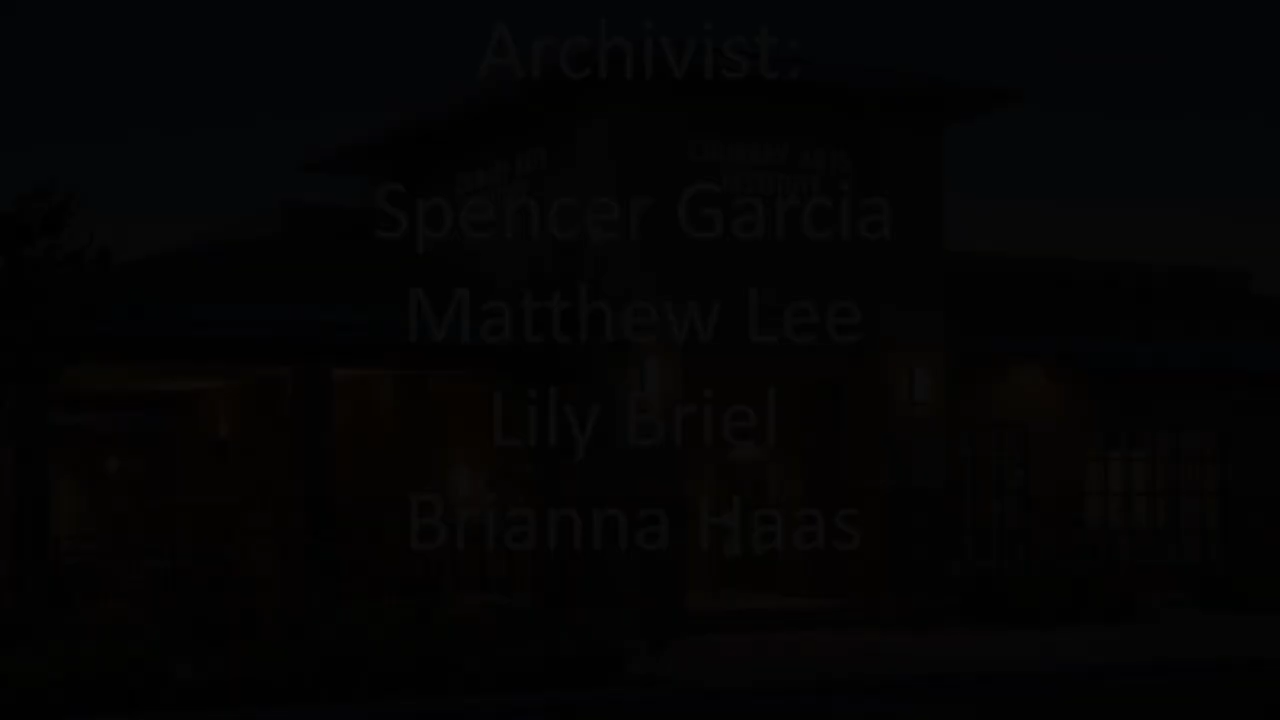 Archivist:
Spencer Garcia
Matthew Lee
Lily Briel
Brianna Haas